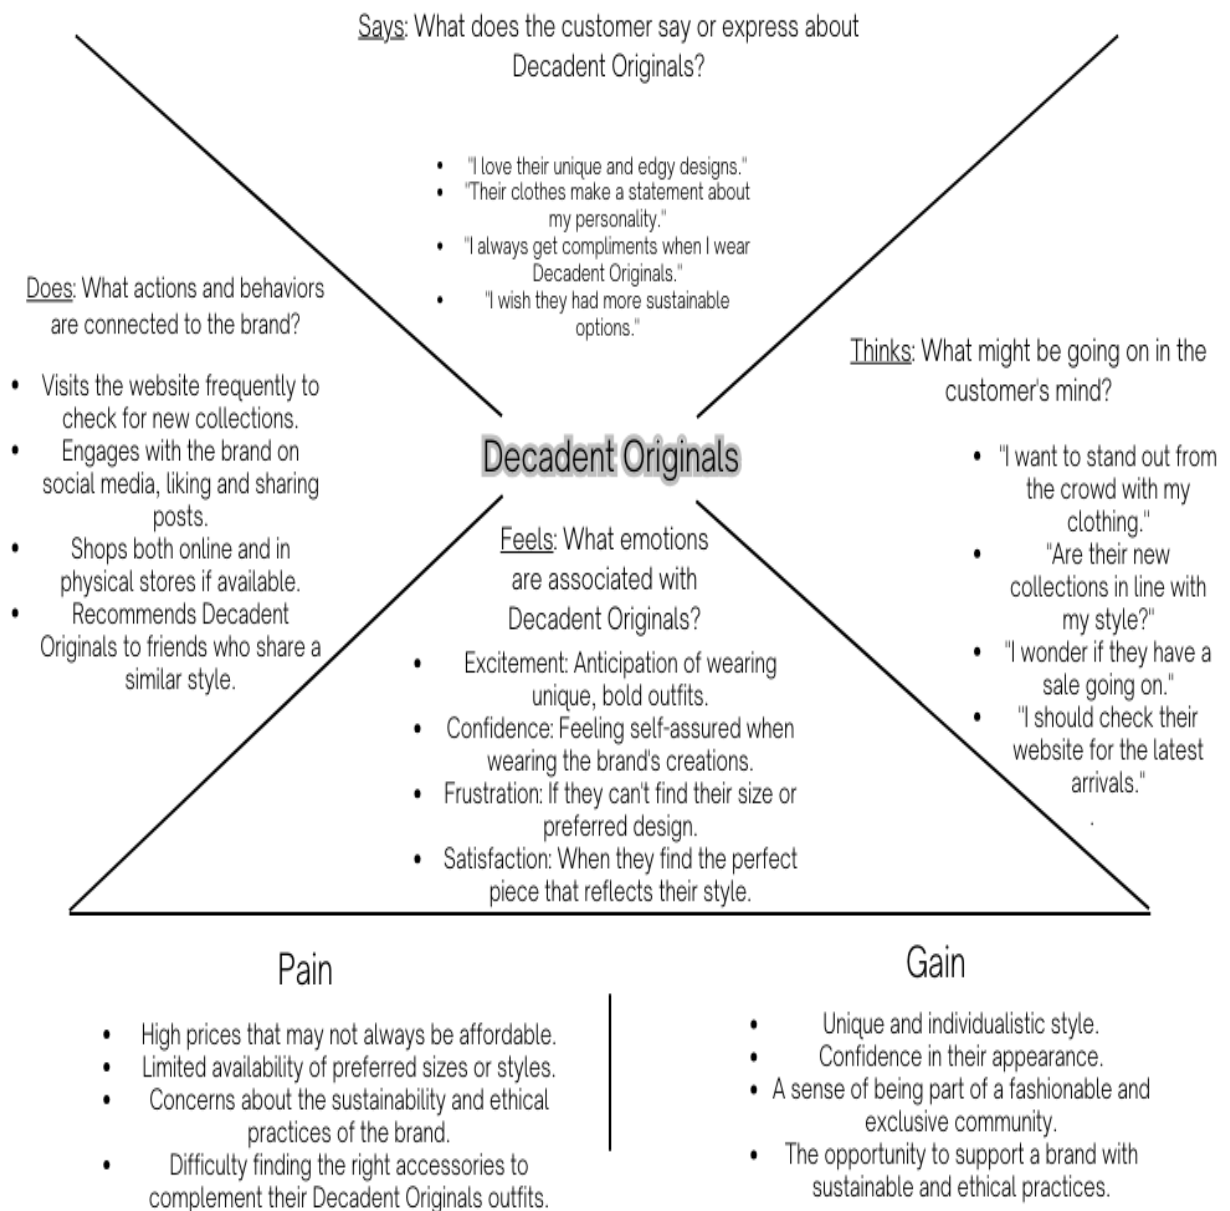 Says: What does the customer say or express about
Decadent Originals?
• "I love their unique and edgy designs."
• "Their clothes make a statement about
my personality."
• "I always get compliments when I wear
Decadent Originals."
• "I wish they had more sustainable
options."
Does: What actions and behaviors
are connected to the brand?
• Visits the website frequently to
check for new collections.
• Engages with the brand on
social media, liking and sharing
posts.
• Shops both online and in
physical stores if available.
• Recommends Decadent
Originals to friends who share a
similar style.
Thinks: What might be going on in the
customer's mind?
• "I want to stand out from
the crowd with my
clothing."
• "Are their new
collections in line with
my style?"
• "I wonder if they have a
sale going on."
• "I should check their
website for the latest
arrivals."
.
Decadent Originals
Feels: What emotions
are associated with
Decadent Originals?
• Excitement: Anticipation of wearing
unique, bold outfits.
• Confidence: Feeling self-assured when
wearing the brand's creations.
• Frustration: If they can't find their size or
preferred design.
• Satisfaction: When they find the perfect
piece that reflects their style.
Pain
• High prices that may not always be affordable.
• Limited availability of preferred sizes or styles.
• Concerns about the sustainability and ethical
practices of the brand.
• Difficulty finding the right accessories to
complement their Decadent Originals outfits.
Gain
• Unique and individualistic style.
• Confidence in their appearance.
• A sense of being part of a fashionable and
exclusive community.
• The opportunity to support a brand with
sustainable and ethical practices.